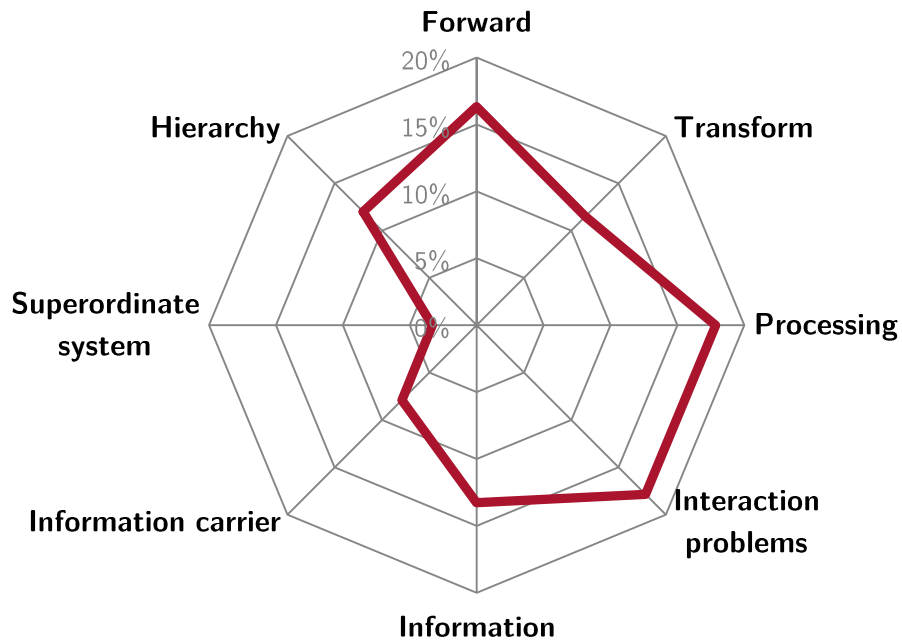 Forward
20%
Hierarchy
15%
Transform
10%
5%
Superordinate
system
0%
Processing
Interaction
problems
Information carrier
Information